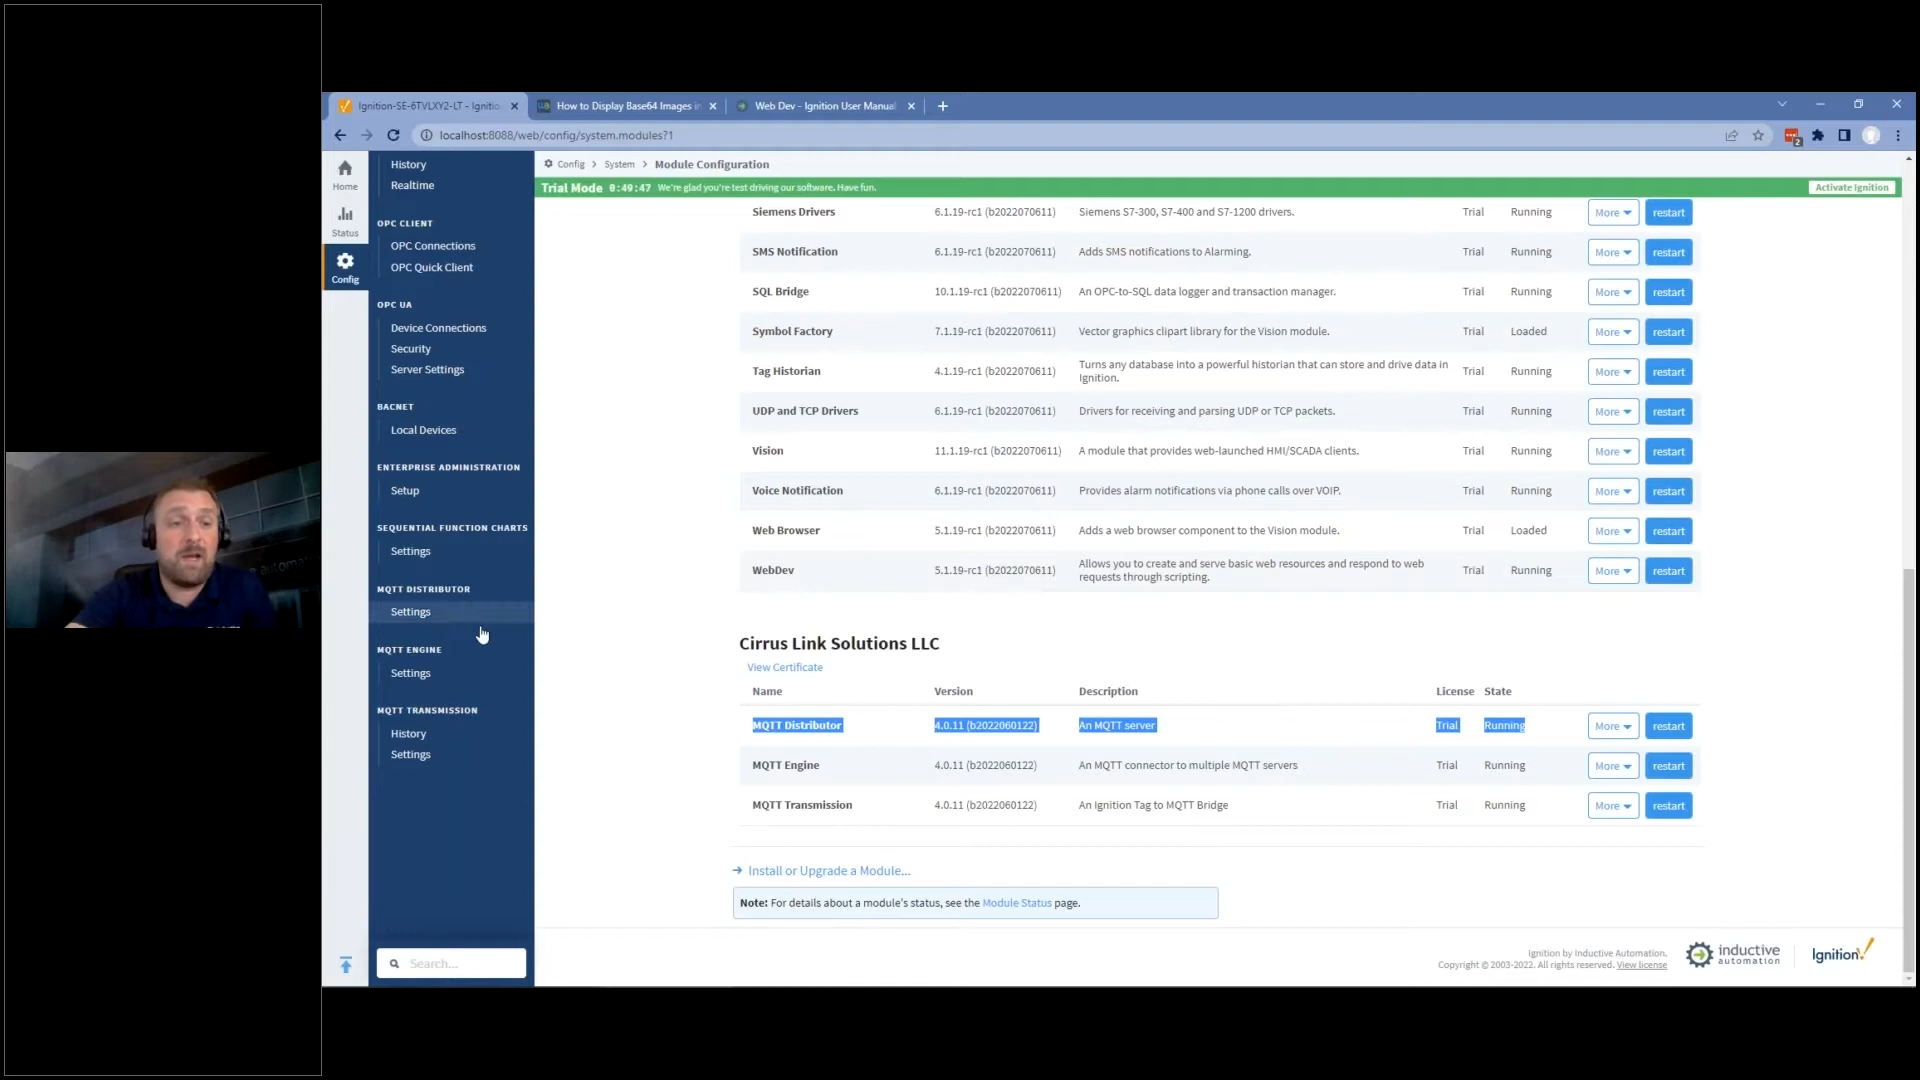 Ignition-SE-6TVLXY2-LT - Ignitio
How to Display Base64 Images in
Web Dev - Ignition User Manual
localhost:8088/web/config/system.modules?1
2
Home
Status
Config
History
Realtime
OPC CLIENT
OPC Connections
OPC Quick Client
OPC UA
Device Connections
Security
Server Settings
BACNET
Local Devices
ENTERPRISE ADMINISTRATION
Setup
SEQUENTIAL FUNCTION CHARTS
Settings
MQTT DISTRIBUTOR
Settings
MQTT ENGINE
Settings
MQTT TRANSMISSION
History
Settings
Search...
Config > System > Module Configuration
Trial Mode 0:49:47 We're glad you're test driving our software. Have fun. Activate Ignition
Siemens Drivers 6.1.19-rc1 (b2022070611) Siemens S7-300, S7-400 and S7-1200 drivers. Trial Running More restart
SMS Notification 6.1.19-rc1 (b2022070611) Adds SMS notifications to Alarming. Trial Running More restart
SQL Bridge 10.1.19-rc1 (b2022070611) An OPC-to-SQL data logger and transaction manager. Trial Running More restart
Symbol Factory 7.1.19-rc1 (b2022070611) Vector graphics clipart library for the Vision module. Trial Loaded More restart
Tag Historian 4.1.19-rc1 (b2022070611) Turns any database into a powerful historian that can store and drive data in Trial Running More restart
Ignition.
UDP and TCP Drivers 6.1.19-rc1 (b2022070611) Drivers for receiving and parsing UDP or TCP packets. Trial Running More restart
Vision 11.1.19-rc1 (b2022070611) A module that provides web-launched HMI/SCADA clients. Trial Running More restart
Voice Notification 6.1.19-rc1 (b2022070611) Provides alarm notifications via phone calls over VOIP. Trial Running More restart
Web Browser 5.1.19-rc1 (b2022070611) Adds a web browser component to the Vision module. Trial Loaded More restart
WebDev 5.1.19-rc1 (b2022070611) Allows you to create and serve basic web resources and respond to web Trial Running More restart
requests through scripting.
Cirrus Link Solutions LLC
View Certificate
Name Version Description License State
MQTT Distributor 4.0.11 (b2022060122) An MQTT server Trial Running More restart
MQTT Engine 4.0.11 (b2022060122) An MQTT connector to multiple MQTT servers Trial Running More restart
MQTT Transmission 4.0.11 (b2022060122) An Ignition Tag to MQTT Bridge Trial Running More restart
Install or Upgrade a Module...
Note: For details about a module's status, see the Module Status page.
Ignition by Inductive Automation.
Copyright © 2003-2022. All rights reserved. View license
inductive
automation
Ignition!